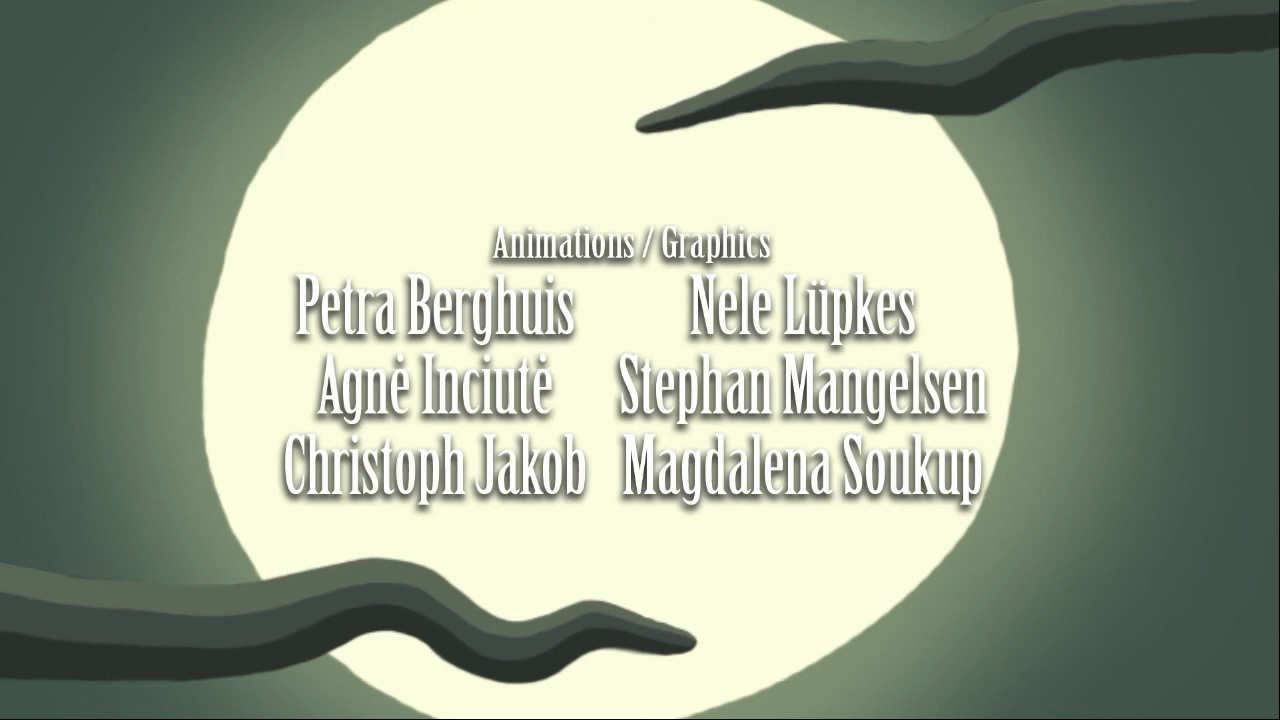 Animations / Graphics
Petra Berghuis Nele Lüpkes
Agnė Inciutė Stephan Mangelsen
Christoph Jakob Magdalena Soukup